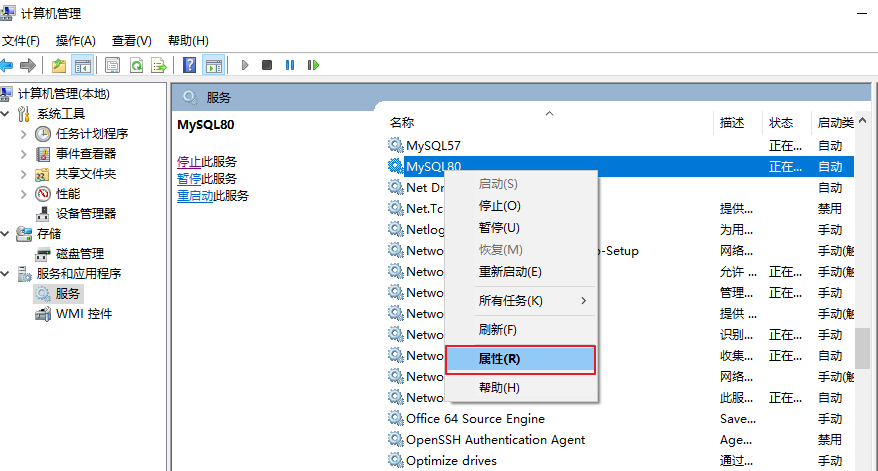 计算机管理
文件(F) 操作(A) 查看(V) 帮助(H)
计算机管理(本地)
系统工具
任务计划程序
事件查看器
共享文件夹
性能
设备管理器
存储
磁盘管理
服务和应用程序
服务
WMI 控件
服务
MySQL80
停止此服务
暂停此服务
重启动此服务
名称 描述 状态 启动类
MySQL57 正在... 自动
MySQL80 正在... 自动
Net Dr 自动
Net.Tc 提供... 禁用
Netlog 为用... 手动
Netwo p-Setup 网络... 手动(触
Netwo 允许 ... 正在... 手动
Netwo 管理... 正在... 手动
Netwo 提供 ... 手动(触
Netwo 识别... 正在... 手动
Netwo 收集... 正在... 自动
Netwo 网络... 手动(触
Netwo 此服... 正在... 自动
Office 64 Source Engine Save... 手动
OpenSSH Authentication Agent Age... 禁用
Optimize drives 通过... 手动
启动(S)
停止(O)
暂停(U)
恢复(M)
重新启动(E)
所有任务(K)
刷新(F)
属性(R)
帮助(H)